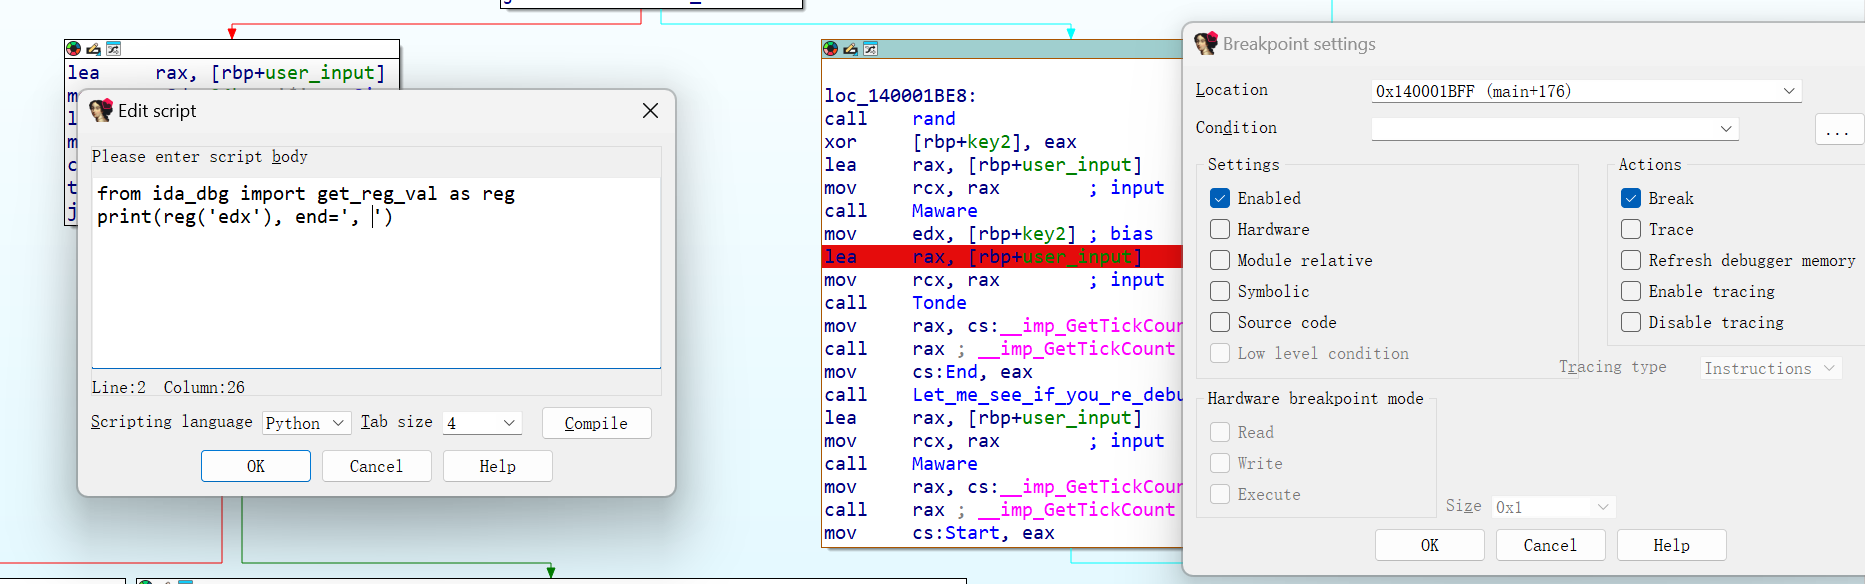 lea     rax, [rbp+user_input]
Edit script
Please enter script body
from ida_dbg import get_reg_val as reg
print(reg('edx'), end=', ')
Line:2  Column:26
Scripting language Python Tab size 4 Compile
OK Cancel Help
loc_140001BE8:
call    rand
xor     [rbp+key2], eax
lea     rax, [rbp+user_input]
mov     rcx, rax        ; input
call    Maware
mov     edx, [rbp+key2] ; bias
lea     rax, [rbp+user_input]
mov     rcx, rax        ; input
call    Tonde
mov     rax, cs:__imp_GetTickCoun
call    rax ; __imp_GetTickCount
mov     cs:End, eax
call    Let_me_see_if_you_re_debu
lea     rax, [rbp+user_input]
mov     rcx, rax        ; input
call    Maware
mov     rax, cs:__imp_GetTickCoun
call    rax ; __imp_GetTickCount
mov     cs:Start, eax
Breakpoint settings
Location 0x140001BFF (main+176)
Condition ...
Settings
Enabled
Hardware
Module relative
Symbolic
Source code
Low level condition
Actions
Break
Trace
Refresh debugger memory
Enable tracing
Disable tracing
Tracing type Instructions
Hardware breakpoint mode
Read
Write
Execute
Size 0x1
OK Cancel Help